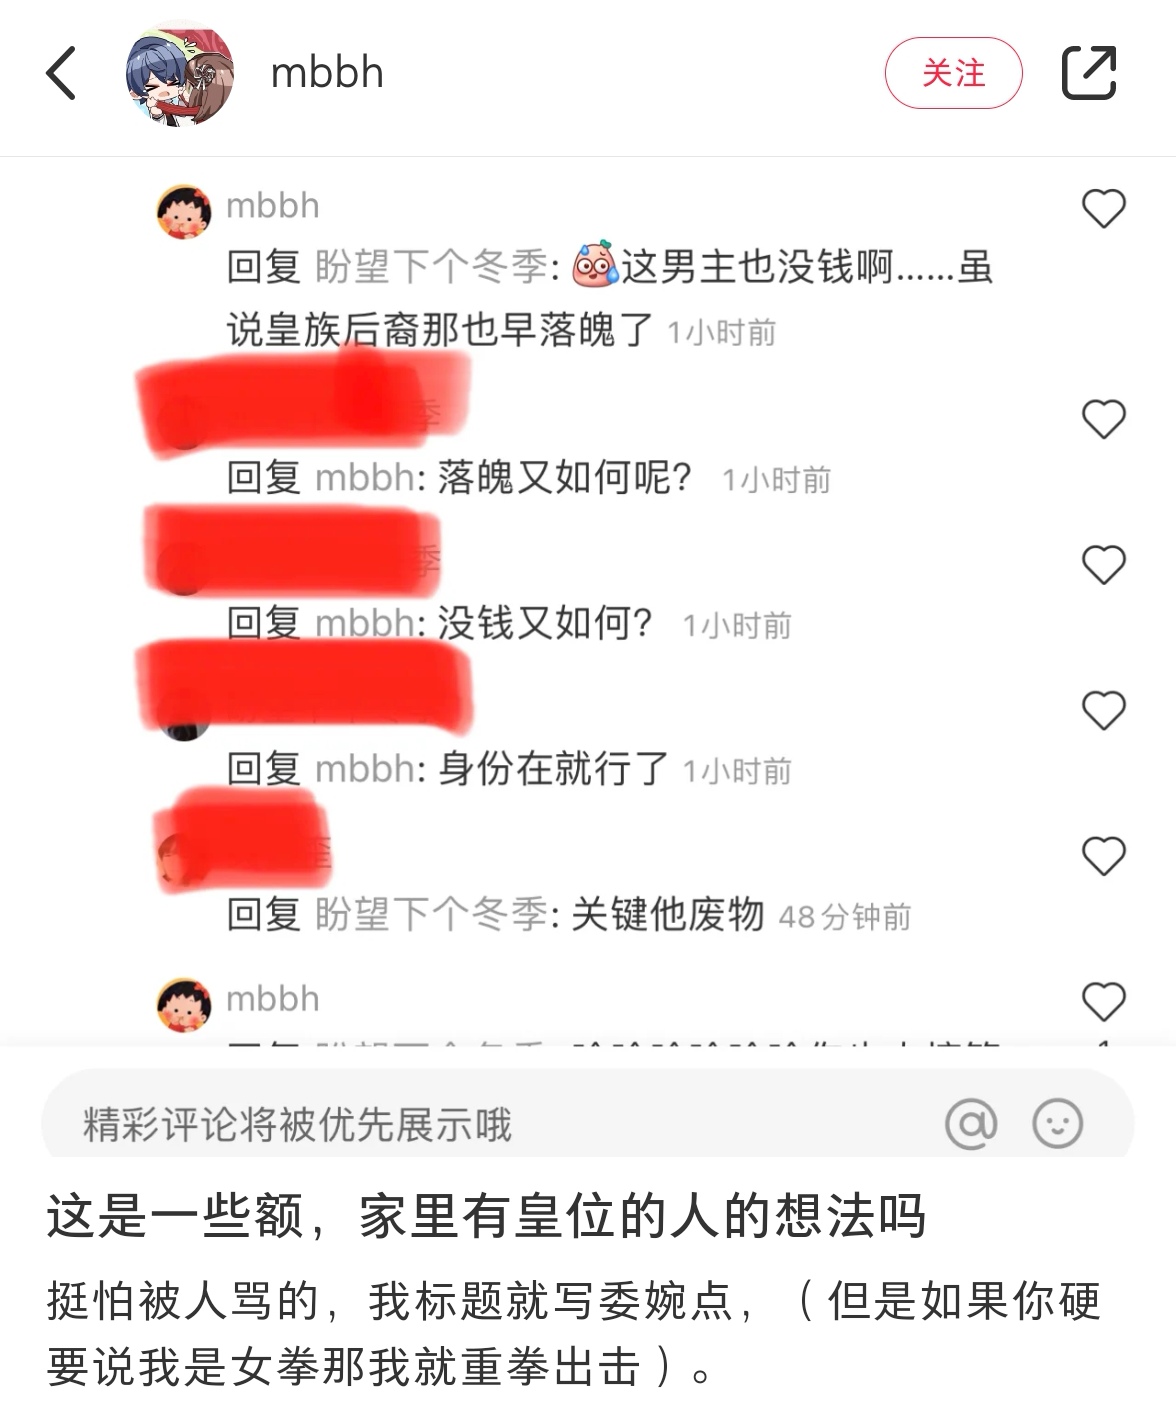 mbbh
关注
mbbh
回复 盼望下个冬季: 这男主也没钱啊……虽
说皇族后裔那也早落魄了 1小时前
季
回复 mbbh: 落魄又如何呢? 1小时前
季
回复 mbbh: 没钱又如何? 1小时前
回复 mbbh: 身份在就行了 1小时前
回复 盼望下个冬季: 关键他废物 48分钟前
mbbh
精彩评论将被优先展示哦
@
这是一些额，家里有皇位的人的想法吗
挺怕被人骂的，我标题就写委婉点，（但是如果你硬
要说我是女拳那我就重拳出击）。